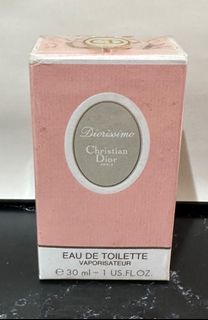 Diorissimo
Christian
Dior
PARIS
EAU DE TOILETTE
VAPORISATEUR
℮ 30 ml - 1 US.FL.OZ.